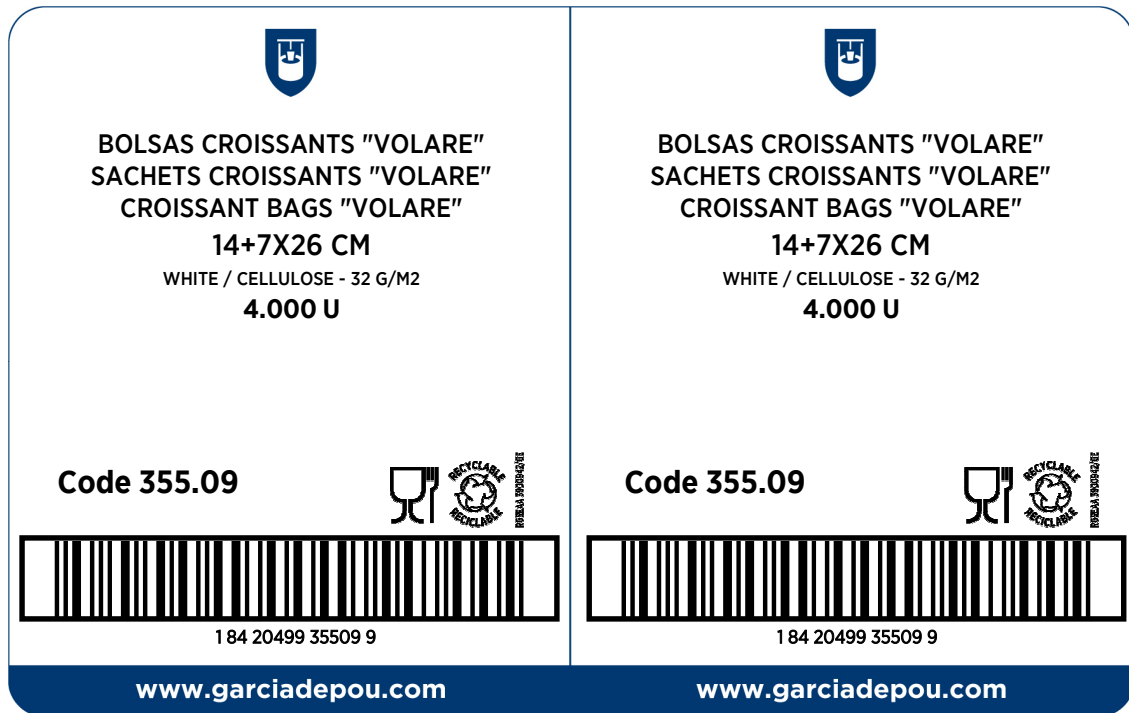 BOLSAS CROISSANTS "VOLARE"
SACHETS CROISSANTS "VOLARE"
CROISSANT BAGS "VOLARE"
14+7X26 CM
WHITE / CELLULOSE - 32 G/M2
4.000 U
Code 355.09
RECYCLABLE
RECICLABLE
1 84 20499 35509 9
www.garciadepou.com
BOLSAS CROISSANTS "VOLARE"
SACHETS CROISSANTS "VOLARE"
CROISSANT BAGS "VOLARE"
14+7X26 CM
WHITE / CELLULOSE - 32 G/M2
4.000 U
Code 355.09
RECYCLABLE
RECICLABLE
1 84 20499 35509 9
www.garciadepou.com